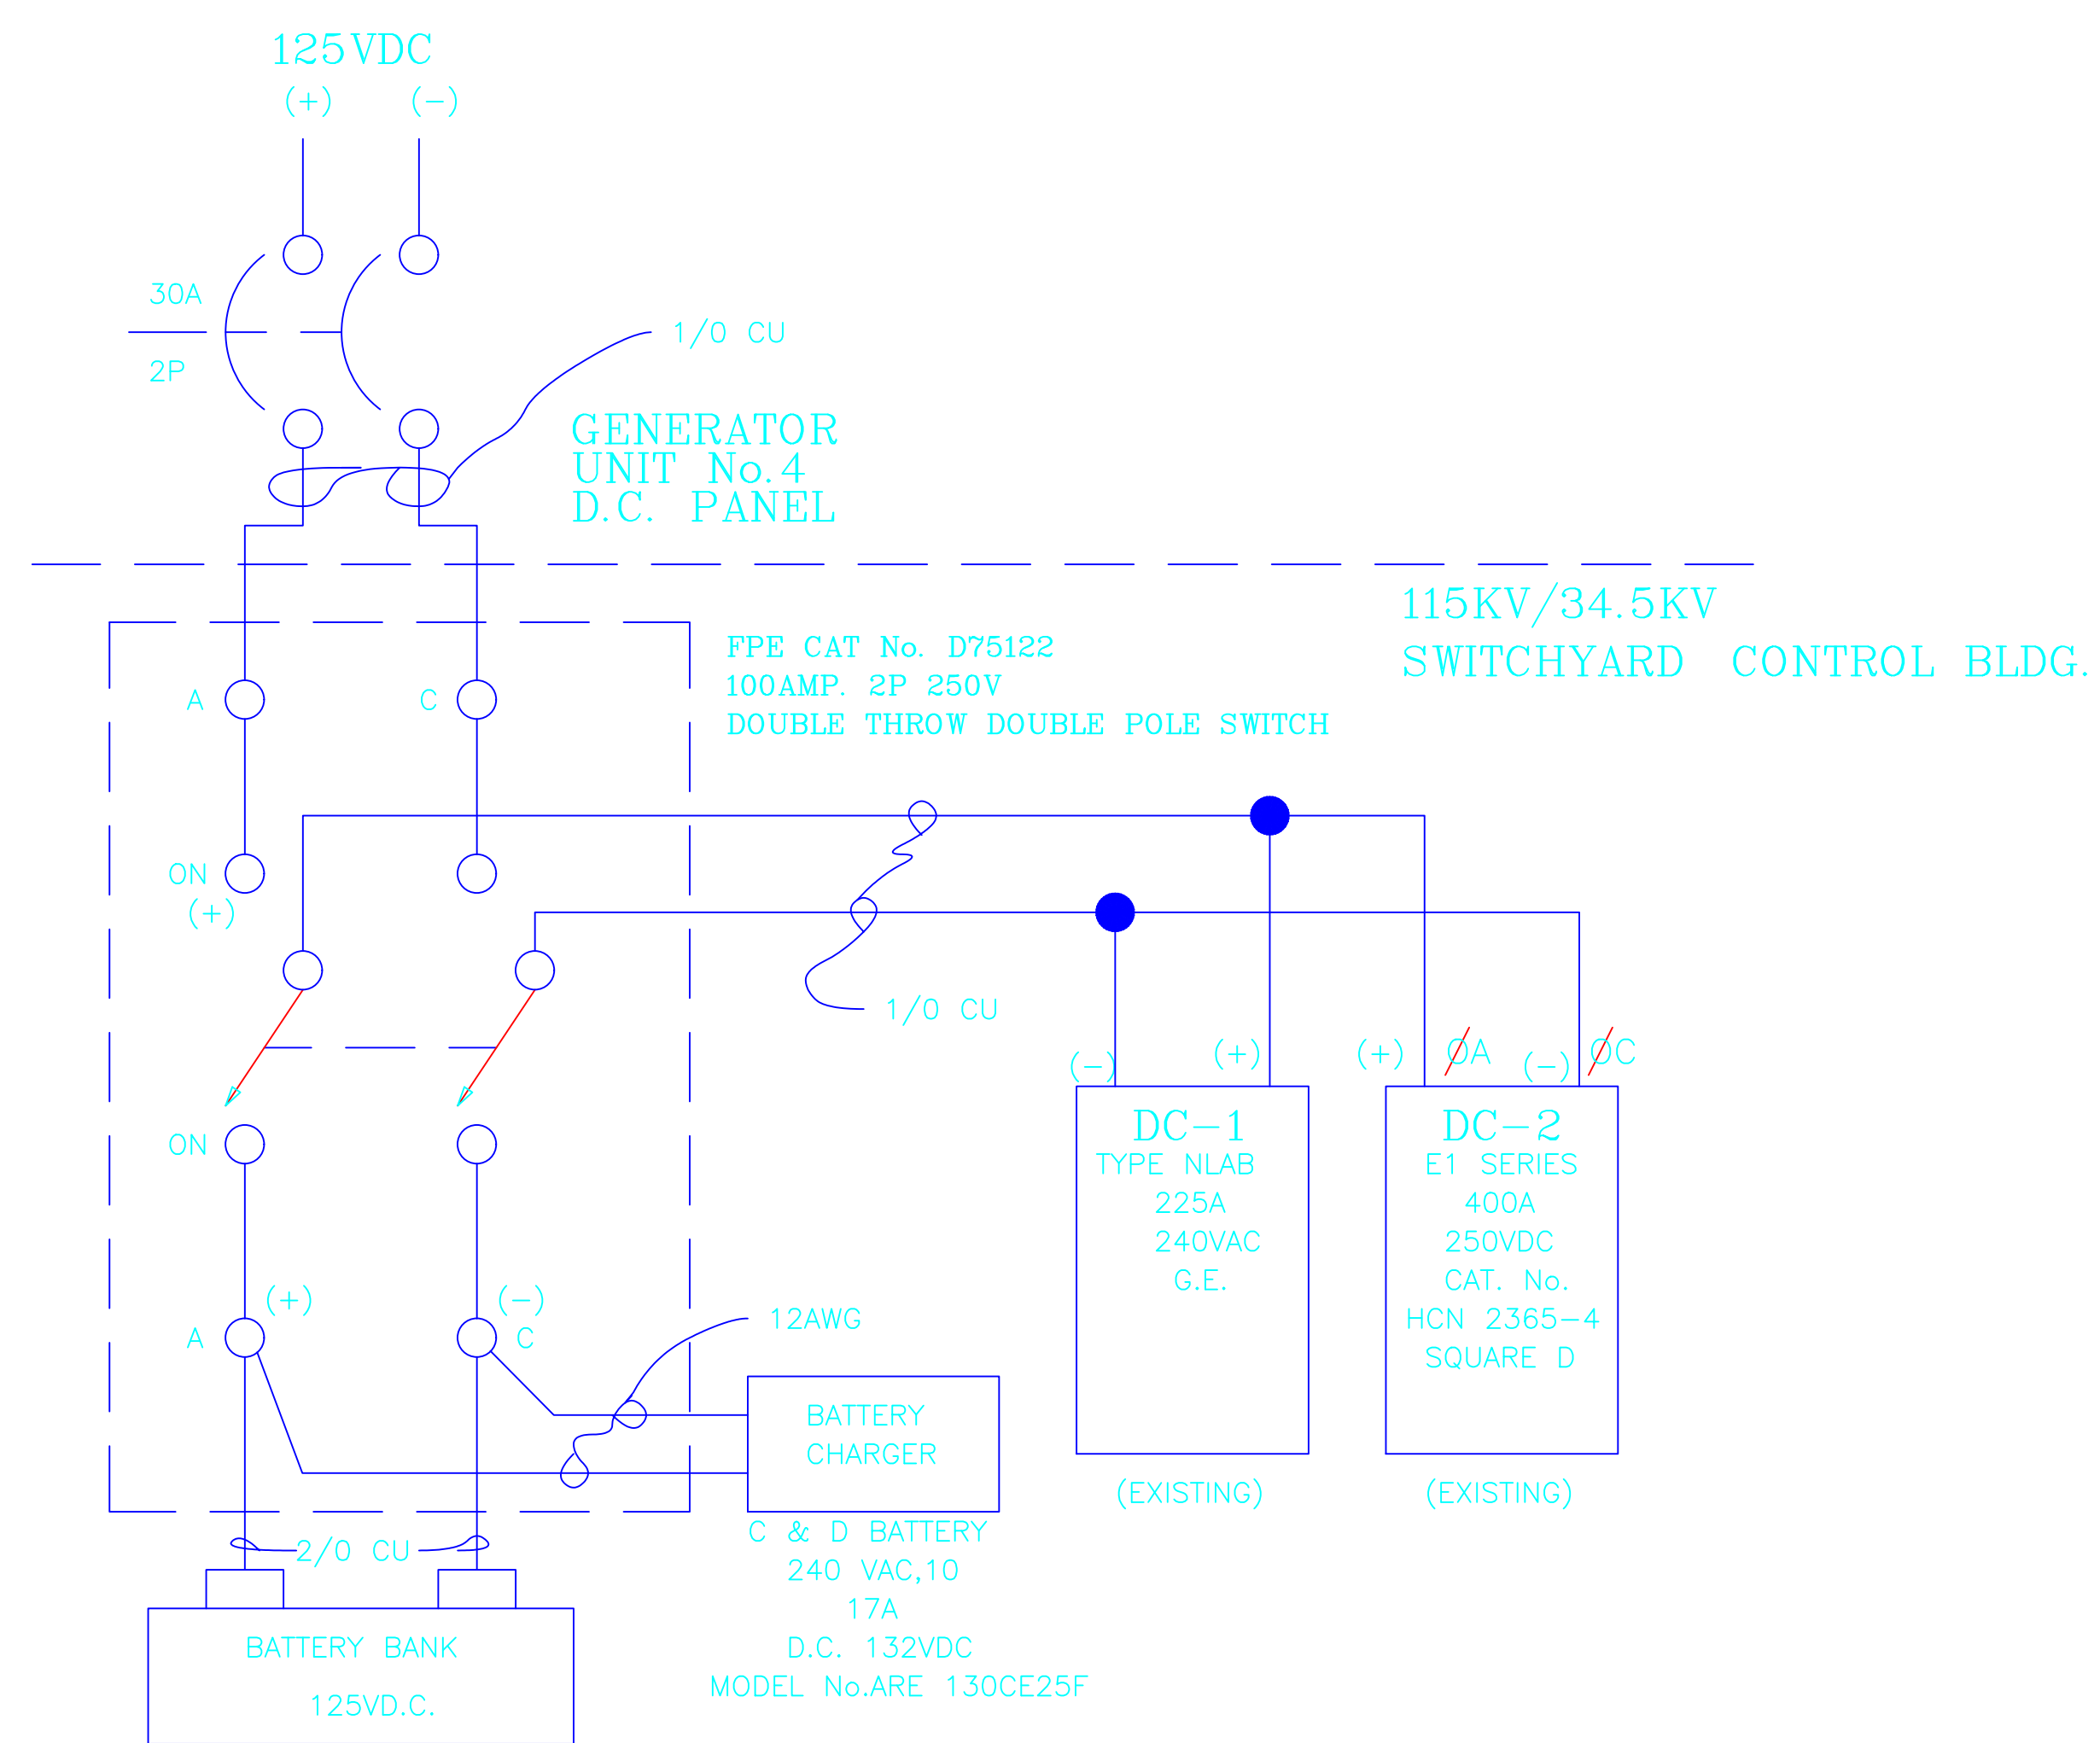 125VDC
(+) (-)
30A
2P
1/0 CU
GENERATOR
UNIT No.4
D.C. PANEL
115KV/34.5KV
SWITCHYARD CONTROL BLDG.
FPE CAT No. D75122
100AMP. 2P 250V
DOUBLE THROW DOUBLE POLE SWITCH
A C
ON
(+)
1/0 CU
(-) (+) (+) OA (-) OC
ON
DC-1
TYPE NLAB
225A
240VAC
G.E.
(EXISTING)
DC-2
E1 SERIES
400A
250VDC
CAT. No.
HCN 2365-4
SQUARE D
(EXISTING)
(+) (-)
A C
12AWG
BATTERY
CHARGER
C & D BATTERY
240 VAC,10
17A
D.C. 132VDC
MODEL No.ARE 130CE25F
2/0 CU
BATTERY BANK
125VD.C.